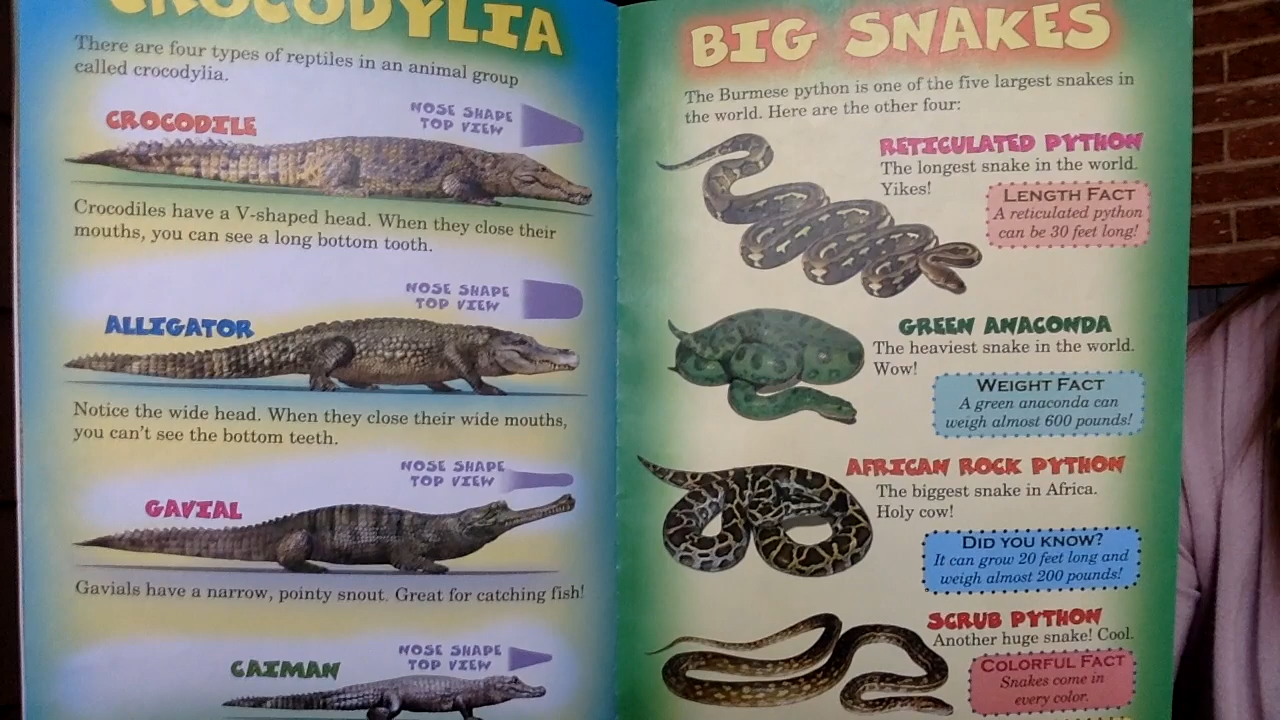 CROCODYLIA
There are four types of reptiles in an animal group
called crocodylia.
CROCODILE
NOSE SHAPE
TOP VIEW
Crocodiles have a V-shaped head. When they close their
mouths, you can see a long bottom tooth.
NOSE SHAPE
TOP VIEW
ALLIGATOR
Notice the wide head. When they close their wide mouths,
you can't see the bottom teeth.
NOSE SHAPE
TOP VIEW
GAVIAL
Gavials have a narrow, pointy snout. Great for catching fish!
NOSE SHAPE
TOP VIEW
CAIMAN
BIG SNAKES
The Burmese python is one of the five largest snakes in
the world. Here are the other four:
RETICULATED PYTHON
The longest snake in the world.
Yikes!
LENGTH FACT
A reticulated python
can be 30 feet long!
GREEN ANACONDA
The heaviest snake in the world.
Wow!
WEIGHT FACT
A green anaconda can
weigh almost 600 pounds!
AFRICAN ROCK PYTHON
The biggest snake in Africa.
Holy cow!
DID YOU KNOW?
It can grow 20 feet long and
weigh almost 200 pounds!
SCRUB PYTHON
Another huge snake! Cool.
COLORFUL FACT
Snakes come in
every color.